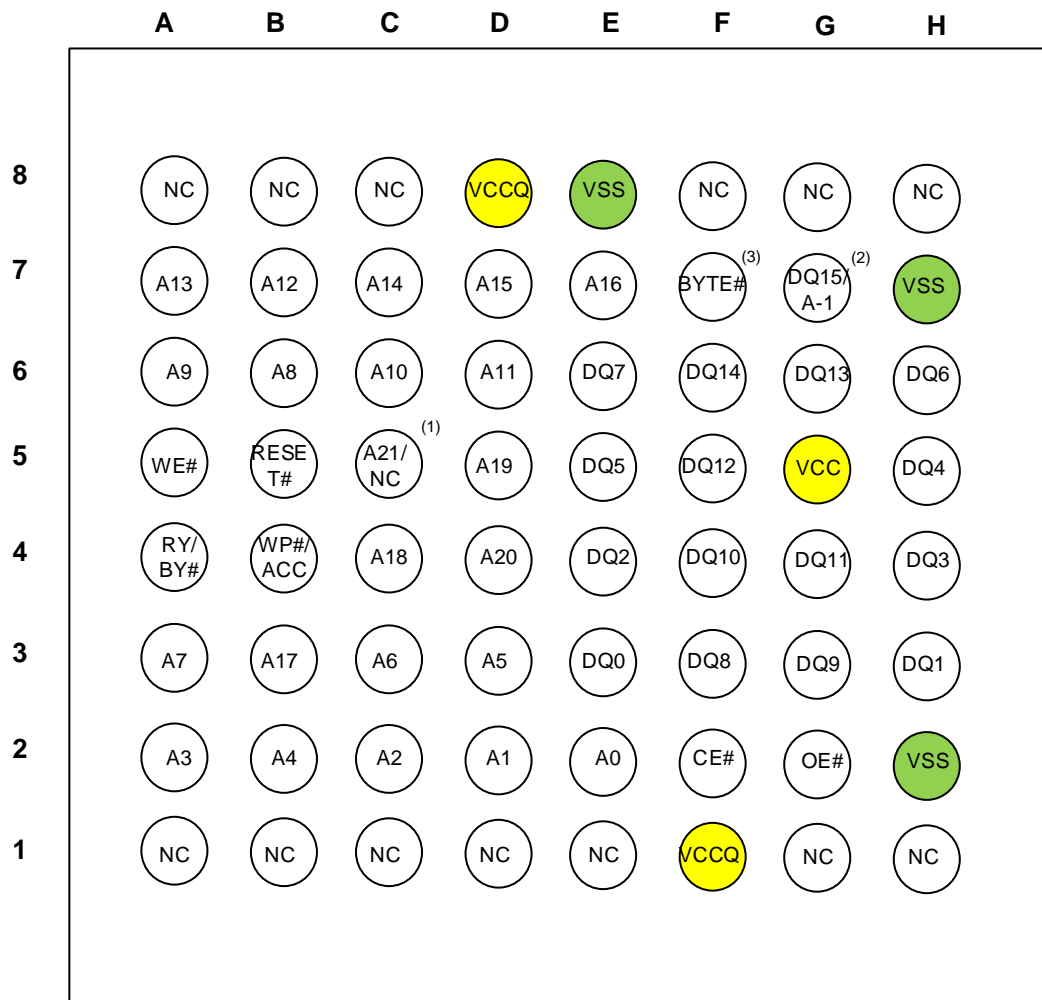 A B C D E F G H
8 NC NC NC VCCQ VSS NC NC NC
7 A13 A12 A14 A15 A16 BYTE# (3) DQ15/ A-1 (2) VSS
6 A9 A8 A10 A11 DQ7 DQ14 DQ13 DQ6
5 WE# RESE T# A21/ NC (1) A19 DQ5 DQ12 VCC DQ4
4 RY/ BY# WP#/ ACC A18 A20 DQ2 DQ10 DQ11 DQ3
3 A7 A17 A6 A5 DQ0 DQ8 DQ9 DQ1
2 A3 A4 A2 A1 A0 CE# OE# VSS
1 NC NC NC NC NC VCCQ NC NC